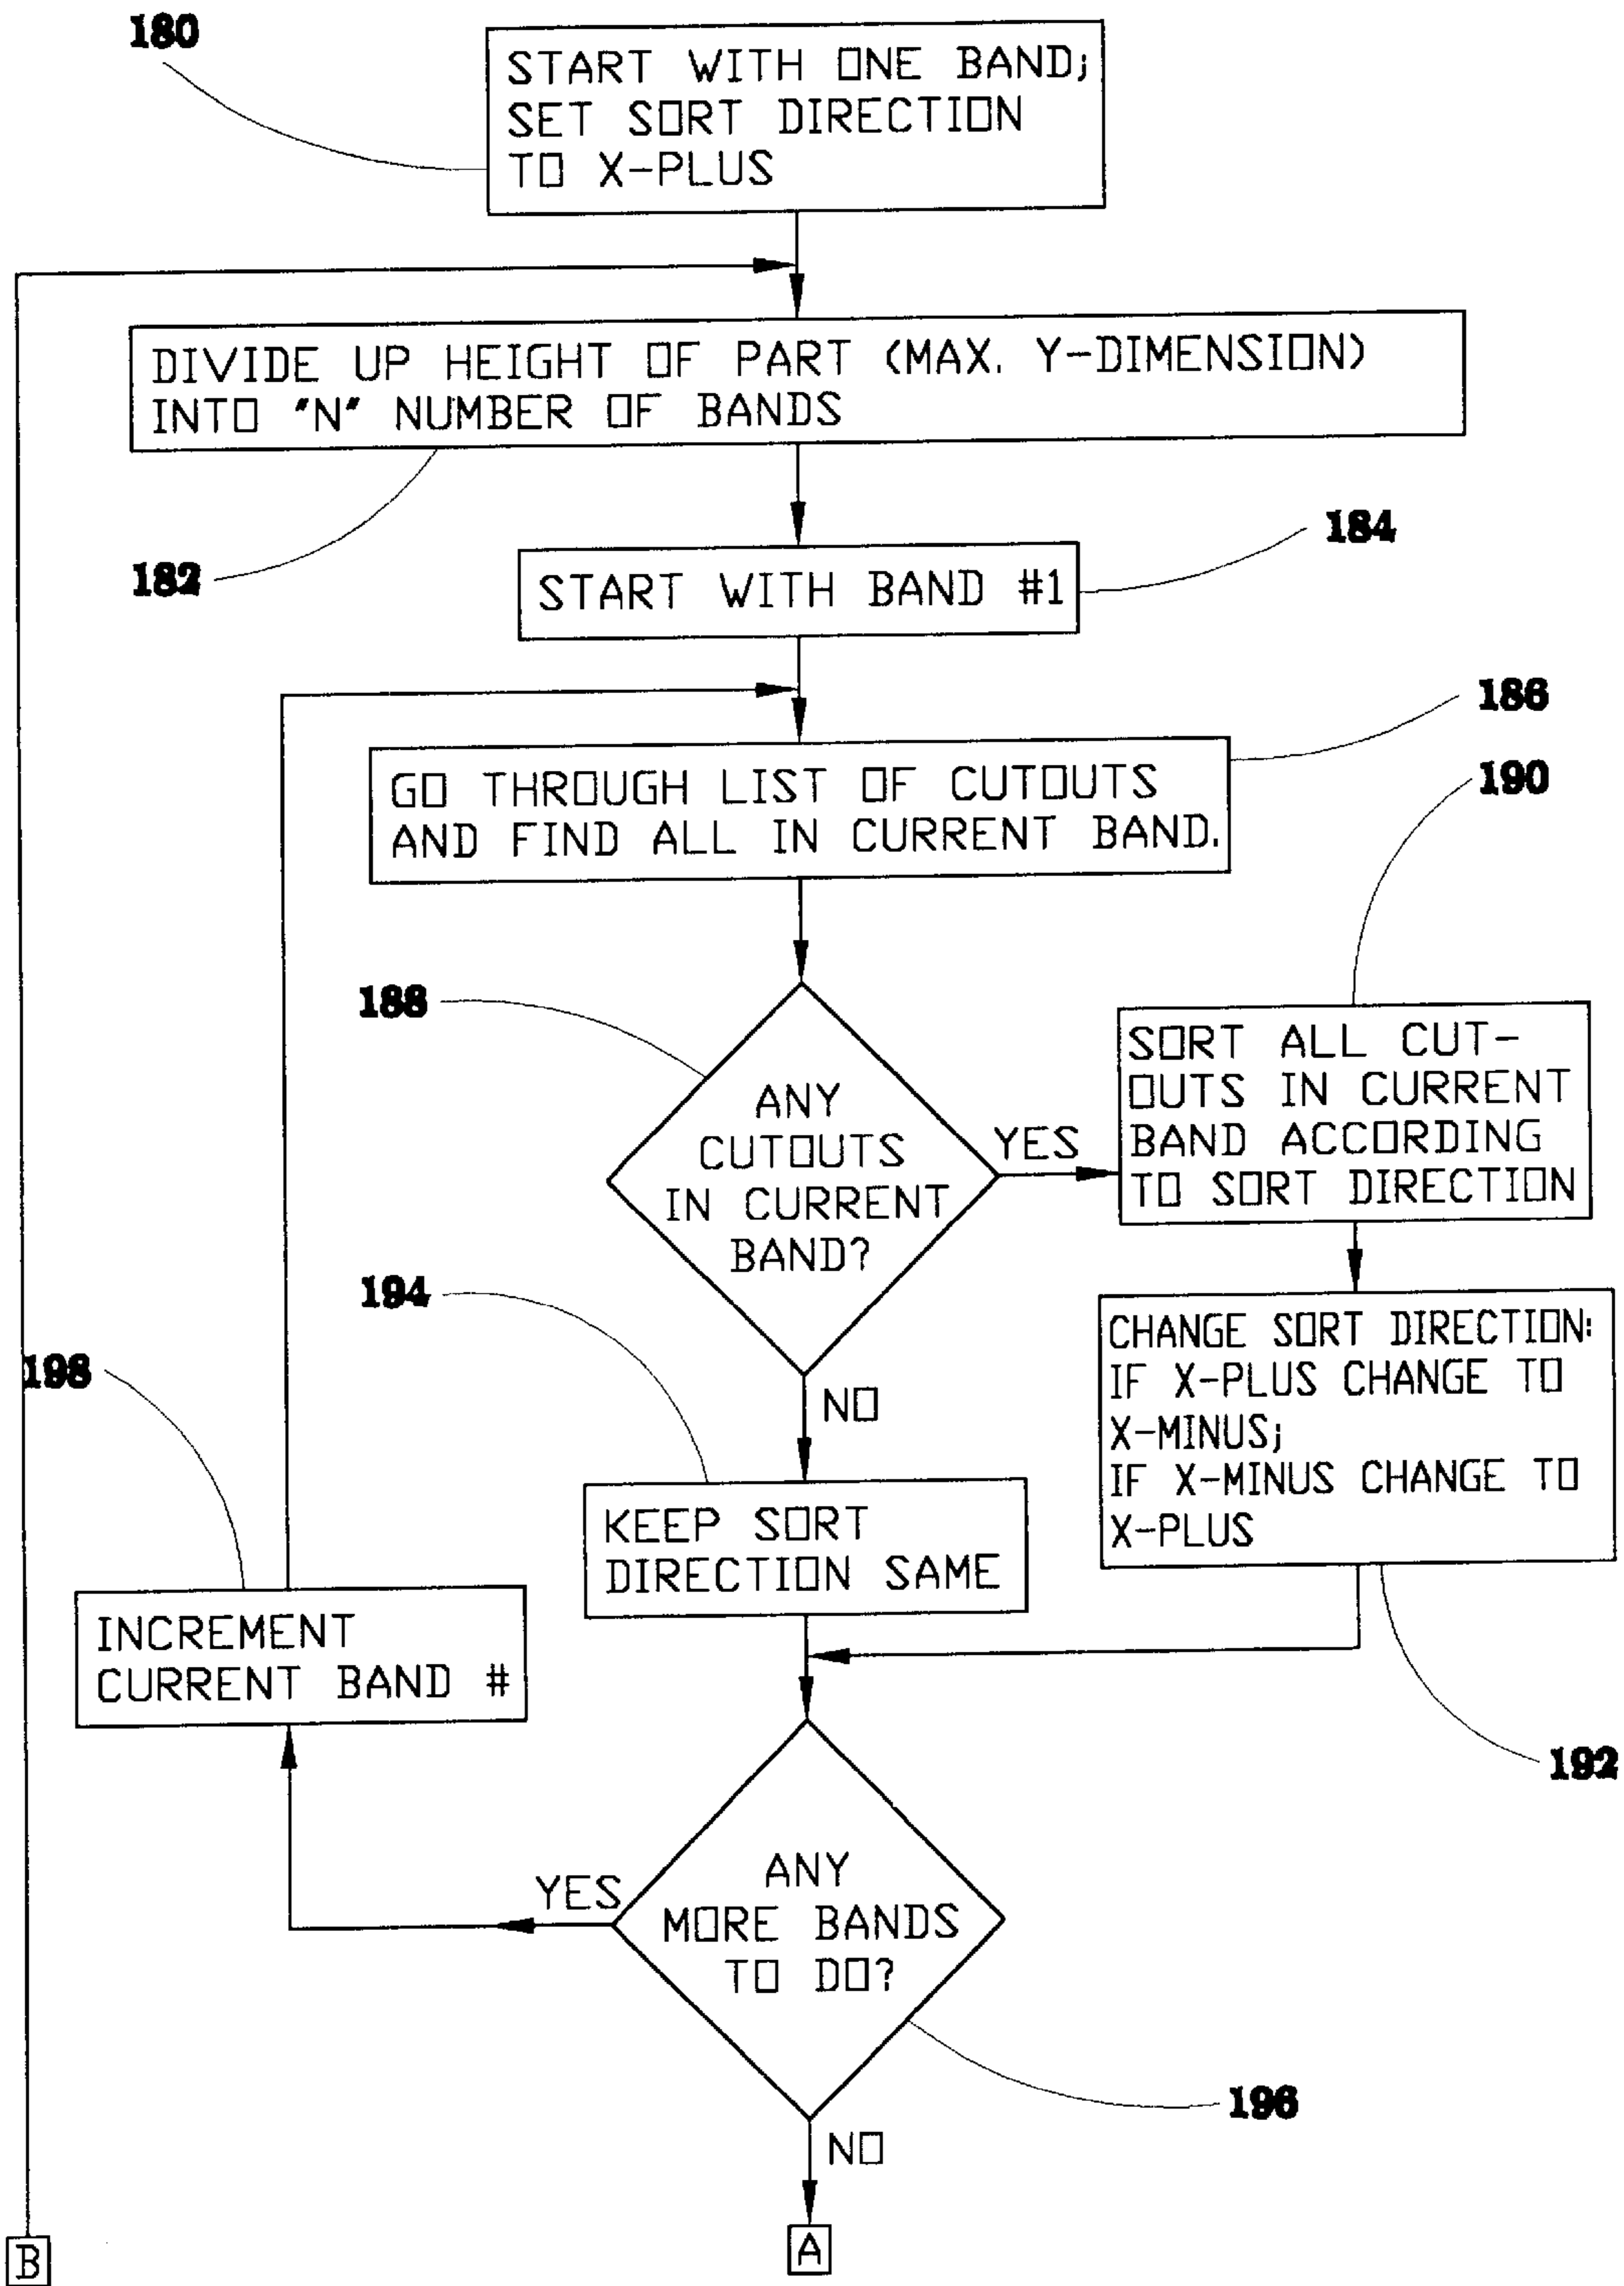 180
START WITH ONE BAND;
SET SORT DIRECTION
TO X-PLUS
DIVIDE UP HEIGHT OF PART (MAX. Y-DIMENSION)
INTO "N" NUMBER OF BANDS
182
184
START WITH BAND #1
186
GO THROUGH LIST OF CUTOUTS
AND FIND ALL IN CURRENT BAND.
190
188
ANY
CUTOUTS
IN CURRENT
BAND?
YES
SORT ALL CUT-
OUTS IN CURRENT
BAND ACCORDING
TO SORT DIRECTION
194
CHANGE SORT DIRECTION:
IF X-PLUS CHANGE TO
X-MINUS;
IF X-MINUS CHANGE TO
X-PLUS
198
NO
KEEP SORT
DIRECTION SAME
INCREMENT
CURRENT BAND #
192
YES
ANY
MORE BANDS
TO DO?
196
NO
B
A